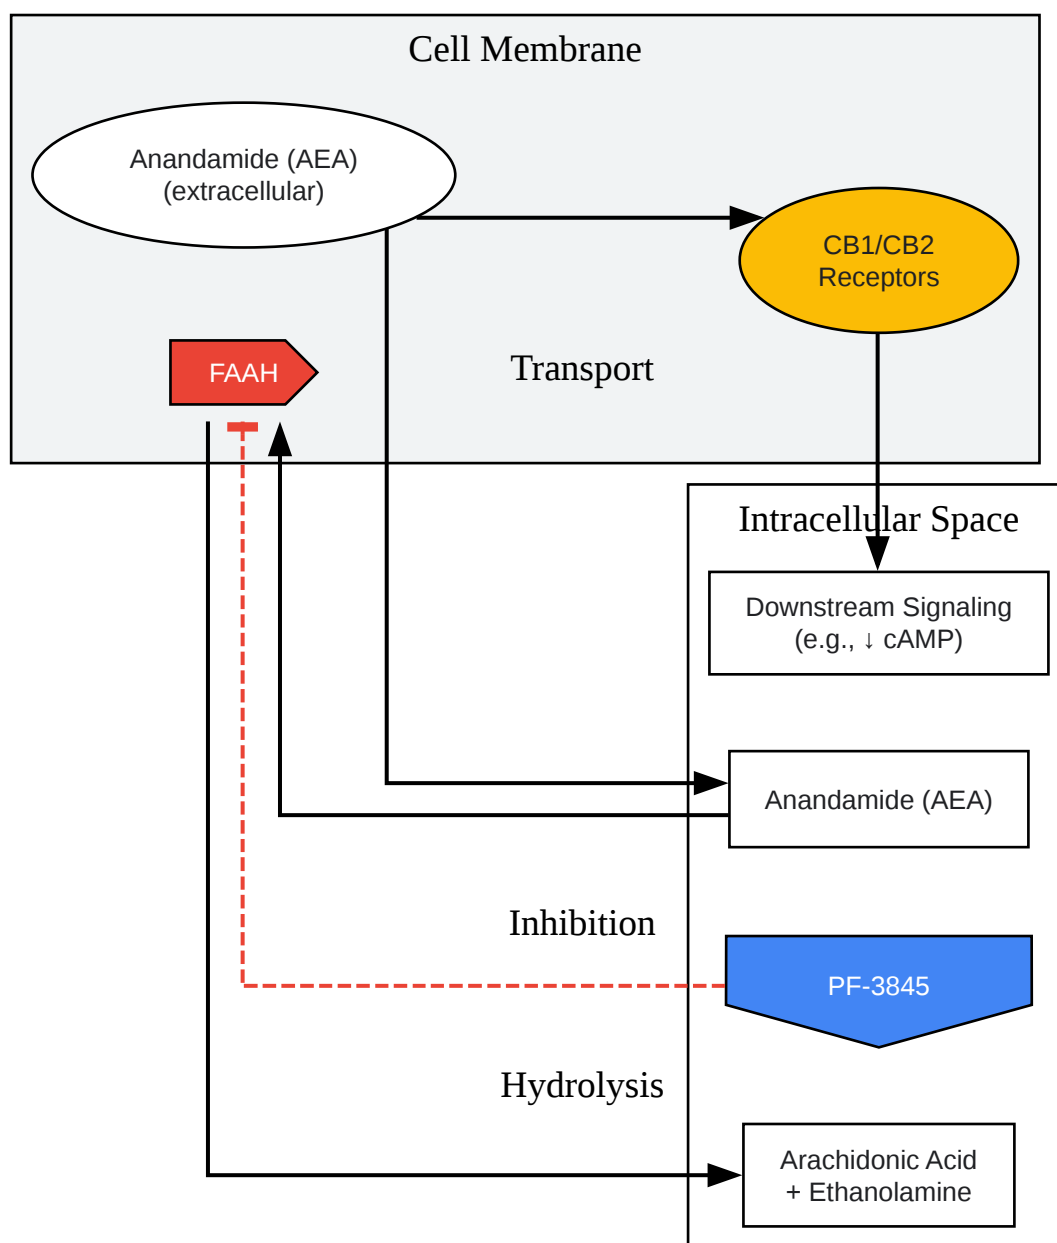 Cell Membrane
Anandamide (AEA)
(extracellular)
CB1/CB2
Receptors
FAAH
Transport
Intracellular Space
Downstream Signaling
(e.g., ↓ cAMP)
Anandamide (AEA)
Inhibition
PF-3845
Hydrolysis
Arachidonic Acid
+ Ethanolamine